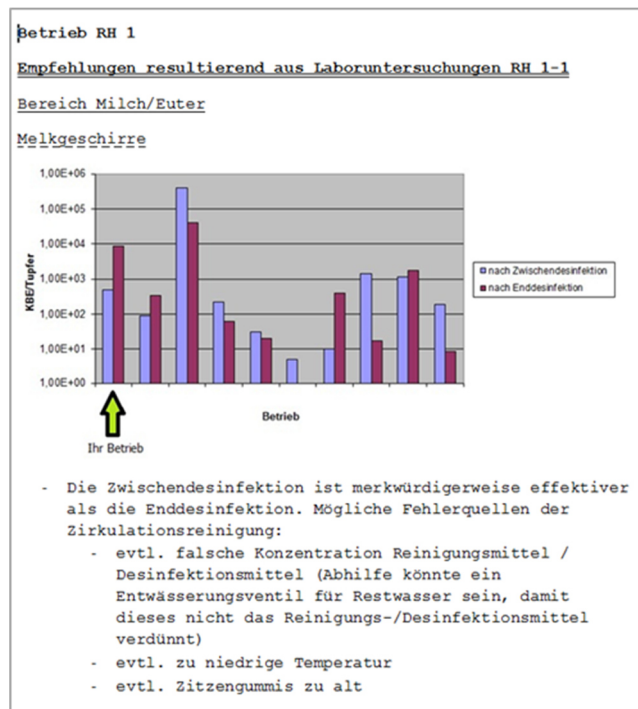 Betrieb RH 1
Empfehlungen resultierend aus Laboruntersuchungen RH 1-1
Bereich Milch/Euter
Melkgeschirre
1,00E+06
1,00E+05
1,00E+04
1,00E+03
1,00E+02
1,00E+01
1,00E+00
KBE/Tupfer
nach Zwischendesinfektion
nach Enddesinfektion
Betrieb
Ihr Betrieb
- Die Zwischendesinfektion ist merkwürdigerweise effektiver
als die Enddesinfektion. Mögliche Fehlerquellen der
Zirkulationsreinigung:
- evtl. falsche Konzentration Reinigungsmittel /
Desinfektionsmittel (Abhilfe könnte ein
Entwässerungsventil für Restwasser sein, damit
dieses nicht das Reinigungs-/Desinfektionsmittel
verdünnt)
- evtl. zu niedrige Temperatur
- evtl. Zitzengummis zu alt